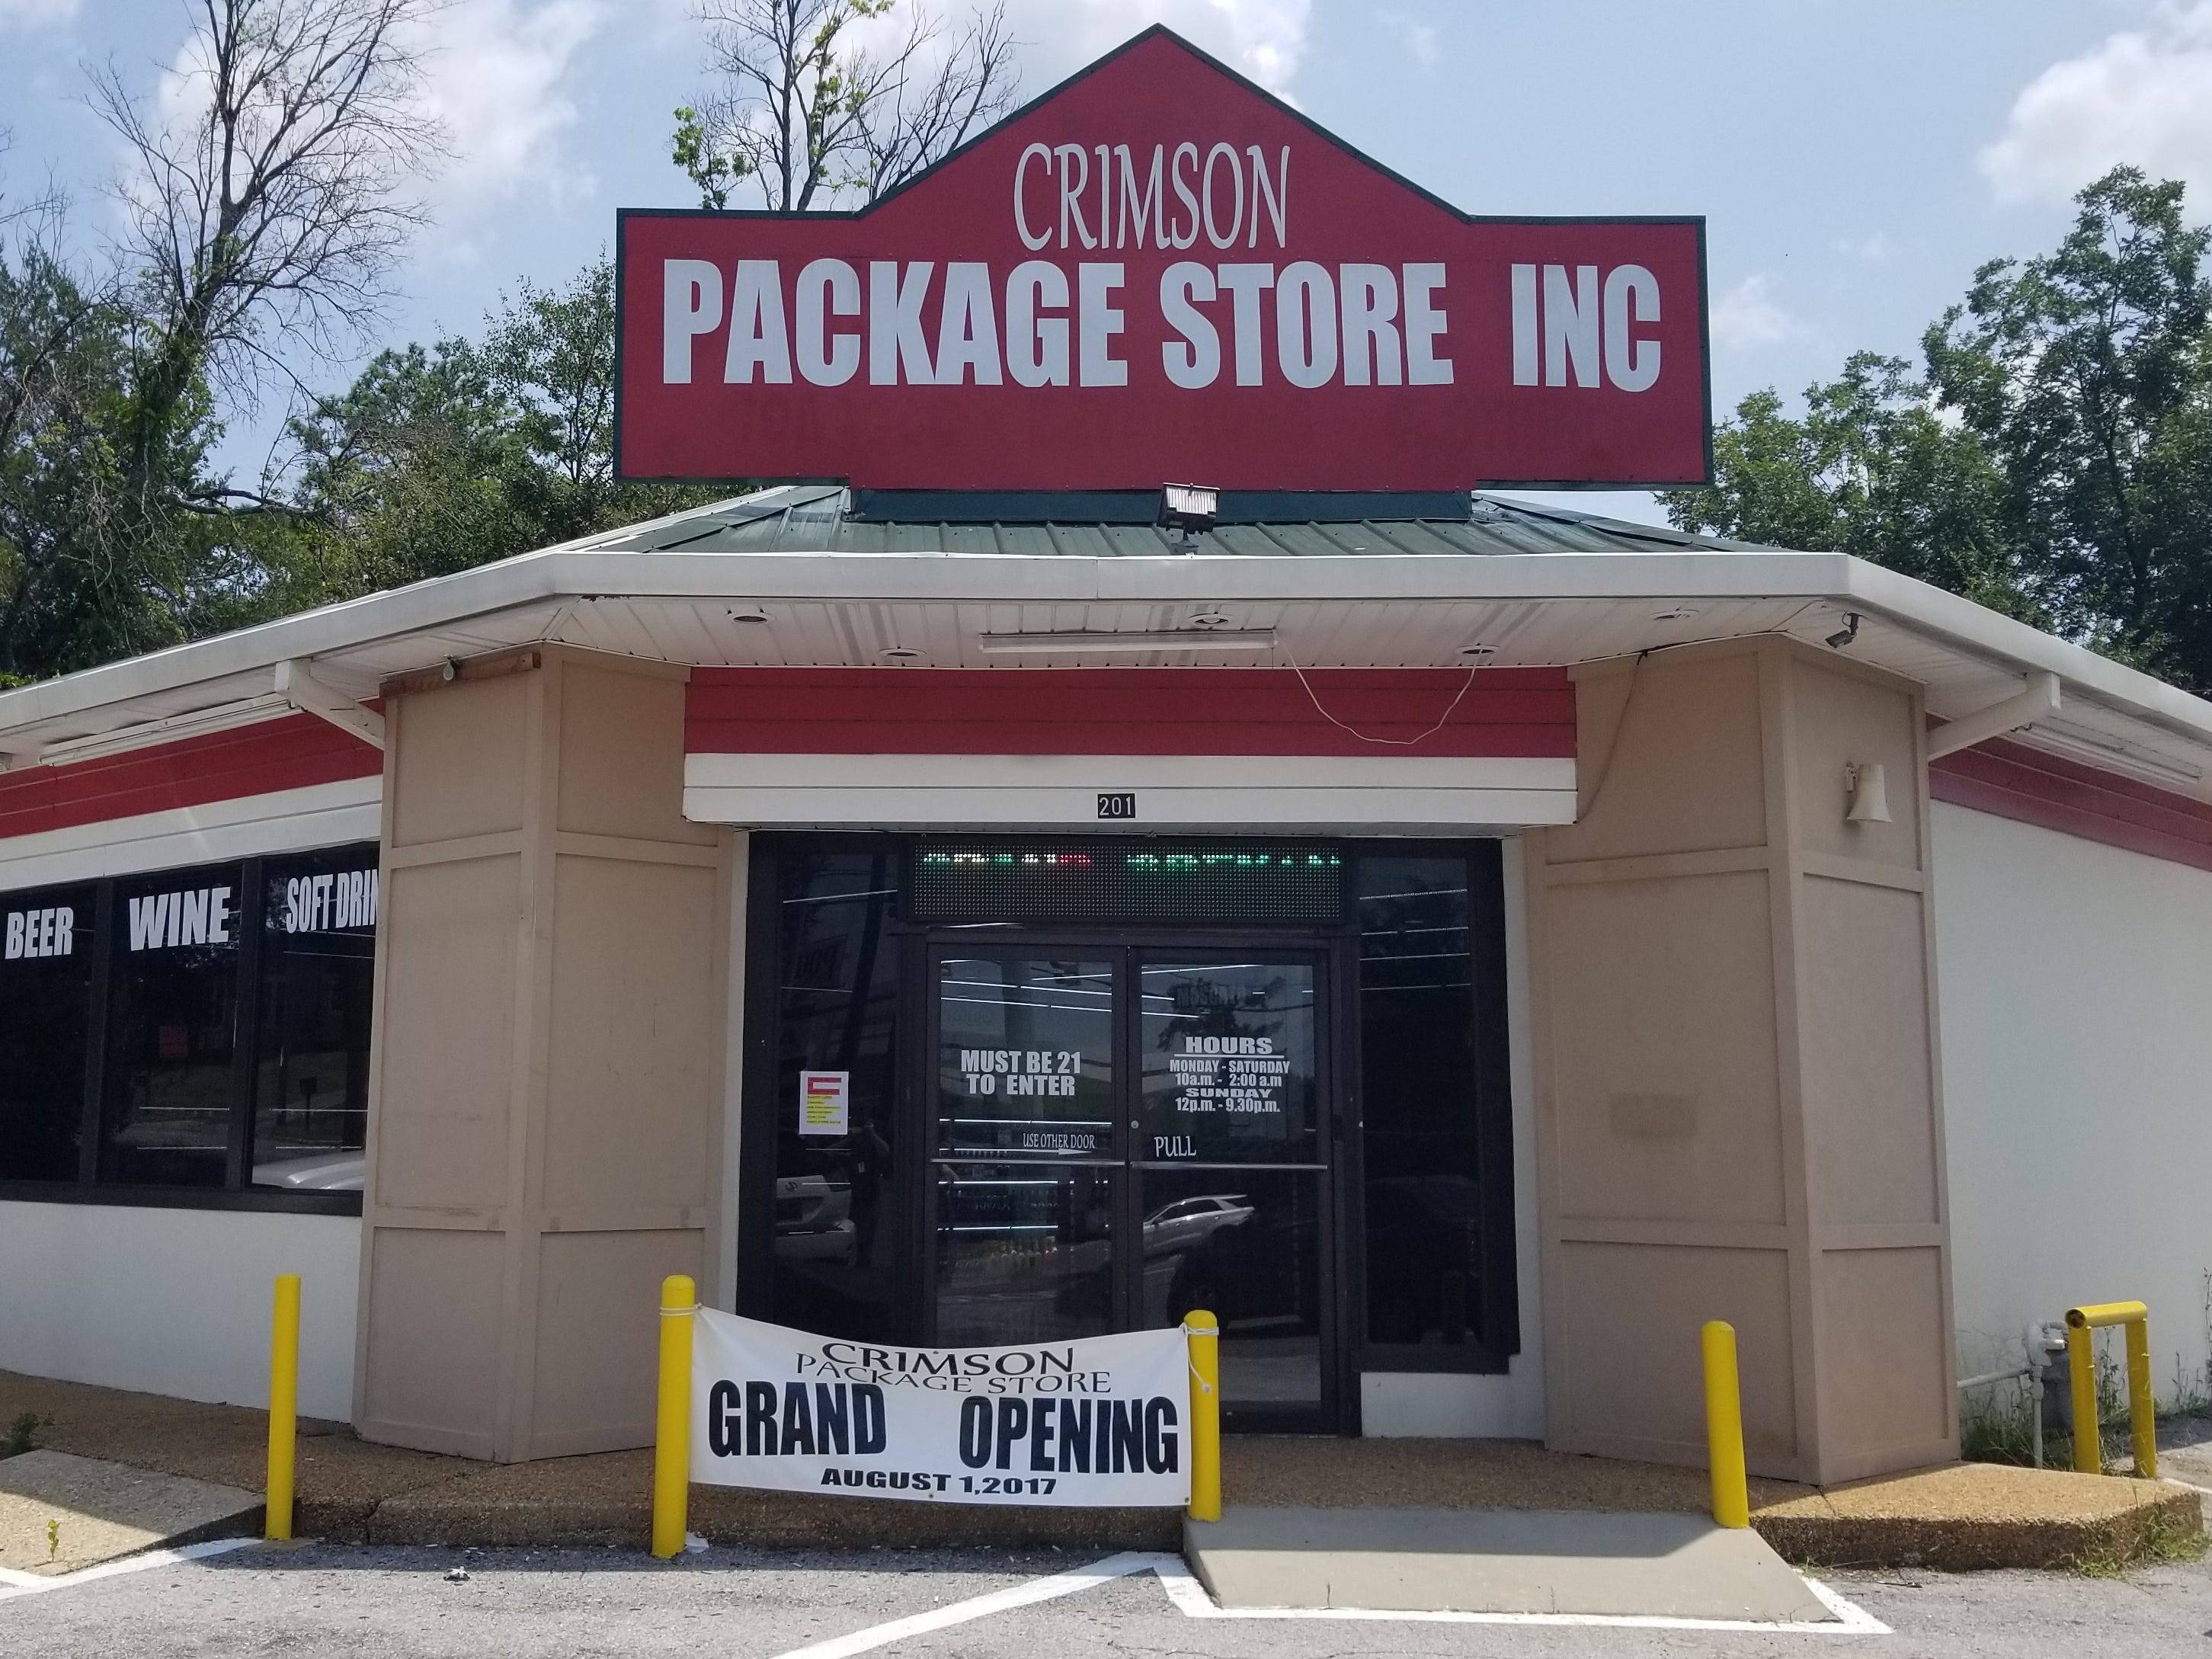 CRIMSON
PACKAGE STORE INC
201
BEER
WINE
SOFT DRIN
MUST BE 21
TO ENTER
USE OTHER DOOR
HOURS
MONDAY - SATURDAY
10a.m. - 2:00 a.m
SUNDAY
12p.m. - 9.30p.m.
PULL
CRIMSON
PACKAGE STORE
GRAND OPENING
AUGUST 1,2017